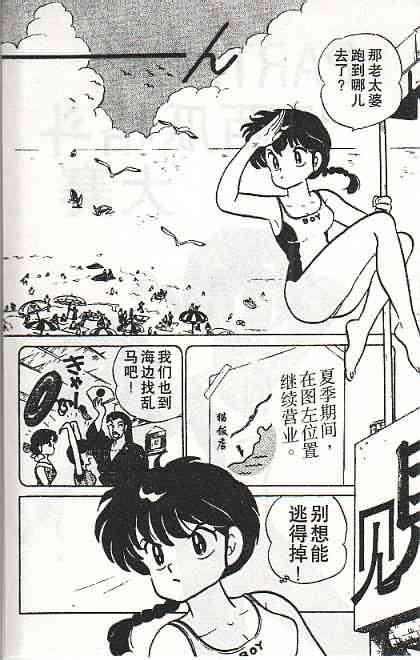 那老太婆
跑到哪儿
去了?
ん
BOY
夏季期间,
在图左位置
继续营业。
猫饭店
我们也到
海边找乱
马吧!
きゃー
别想能
逃得掉!